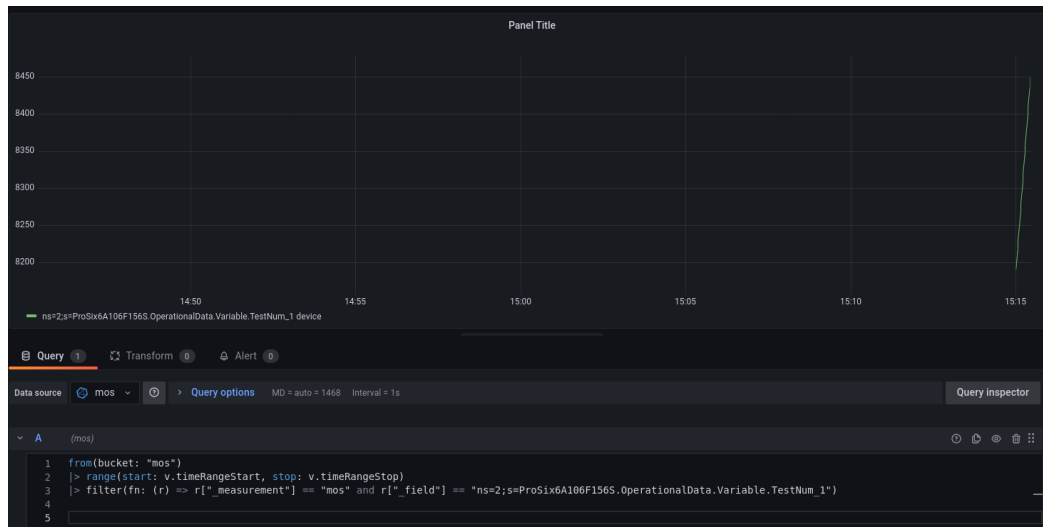 Panel Title
8450
8400
8350
8300
8250
8200
14:50 14:55 15:00 15:05 15:10 15:15
ns=2;s=ProSix6A106F156S.OperationalData.Variable.TestNum_1 device
Query 1 Transform 0 Alert 0
Data source mos Query options MD = auto = 1468 Interval = 1s Query inspector
A (mos)
1 from(bucket: "mos")
2 |> range(start: v.timeRangeStart, stop: v.timeRangeStop)
3 |> filter(fn: (r) => r["_measurement"] == "mos" and r["_field"] == "ns=2;s=ProSix6A106F156S.OperationalData.Variable.TestNum_1")
4
5